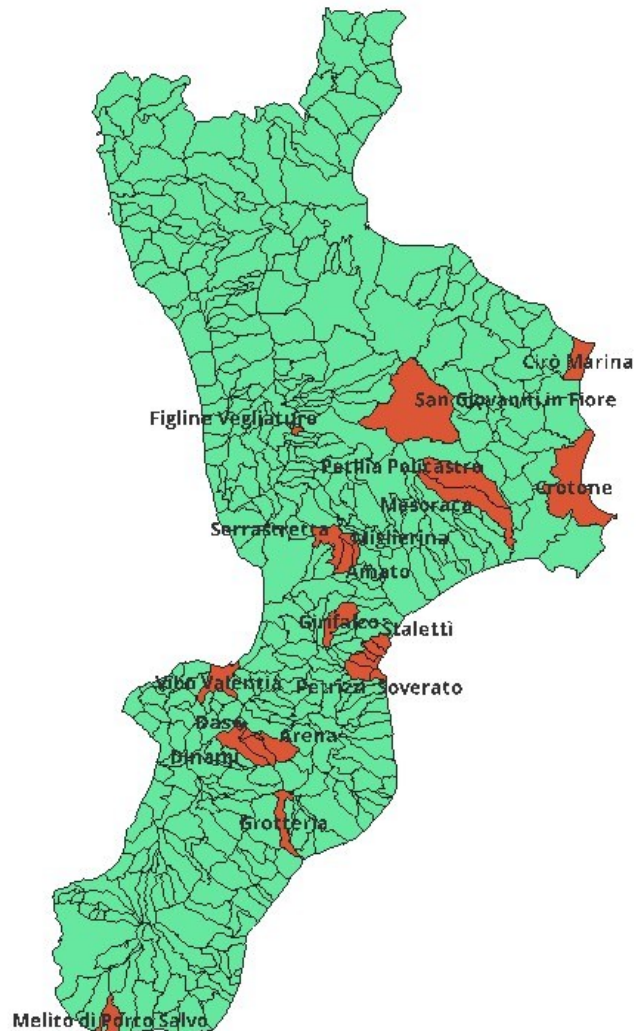 Cirò Marina
San Giovanni in Fiore
Figline Vegliaturo
Petilia Policastro
Crotone
Mesoraca
Serrastretta
Miglierina
Amato
Girifalco
Stalettì
Vibo Valentia
Petrizzi
Soverato
Dasà
Arena
Dinami
Grotteria
Melito di Porto Salvo